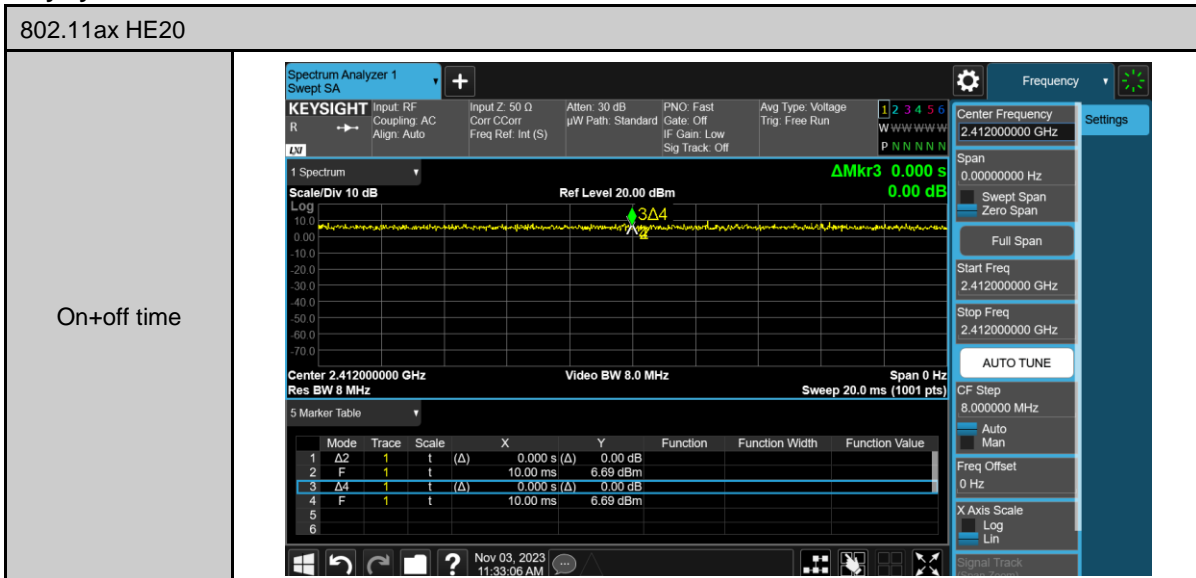 802.11ax HE20
On+off time
Spectrum Analyzer 1
Swept SA
+
Frequency
KEYSIGHT
R
LXI
Input: RF
Coupling: AC
Align: Auto
Input Z: 50 Ω
Corr CCorr
Freq Ref: Int (S)
Atten: 30 dB
µW Path: Standard
PNO: Fast
Gate: Off
IF Gain: Low
Sig Track: Off
Avg Type: Voltage
Trig: Free Run
1 2 3 4 5 6
W W W W W W
P N N N N N
1 Spectrum
ΔMkr3 0.000 s
Scale/Div 10 dB
Ref Level 20.00 dBm
0.00 dB
Log
3Δ4
10.0
0.00
-10.0
-20.0
-30.0
-40.0
-50.0
-60.0
-70.0
Center 2.412000000 GHz
Video BW 8.0 MHz
Span 0 Hz
Res BW 8 MHz
Sweep 20.0 ms (1001 pts)
5 Marker Table
Mode Trace Scale X Y Function Function Width Function Value
1 Δ2 1 t (Δ) 0.000 s (Δ) 0.00 dB
2 F 1 t 10.00 ms 6.69 dBm
3 Δ4 1 t (Δ) 0.000 s (Δ) 0.00 dB
4 F 1 t 10.00 ms 6.69 dBm
5
6
?
Nov 03, 2023
11:33:06 AM
Center Frequency
2.412000000 GHz
Settings
Span
0.00000000 Hz
Swept Span
Zero Span
Full Span
Start Freq
2.412000000 GHz
Stop Freq
2.412000000 GHz
AUTO TUNE
CF Step
8.000000 MHz
Auto
Man
Freq Offset
0 Hz
X Axis Scale
Log
Lin
Signal Track